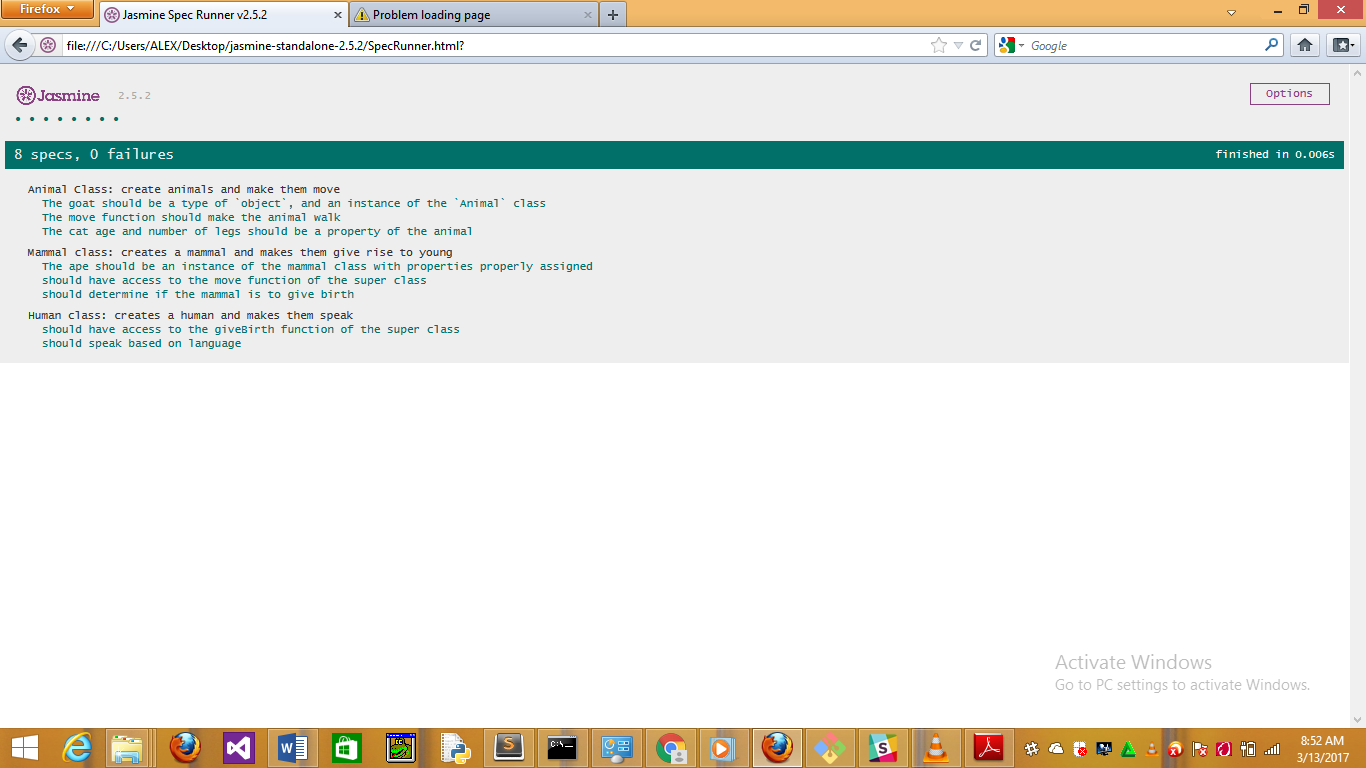 Firefox
Jasmine Spec Runner v2.5.2
Problem loading page
file:///C:/Users/ALEX/Desktop/jasmine-standalone-2.5.2/SpecRunner.html?
Google
Jasmine 2.5.2
Options
8 specs, 0 failures
finished in 0.006s
Animal Class: create animals and make them move
The goat should be a type of `object`, and an instance of the `Animal` class
The move function should make the animal walk
The cat age and number of legs should be a property of the animal
Mammal class: creates a mammal and makes them give rise to young
The ape should be an instance of the mammal class with properties properly assigned
should have access to the move function of the super class
should determine if the mammal is to give birth
Human class: creates a human and makes them speak
should have access to the giveBirth function of the super class
should speak based on language
Activate Windows
Go to PC settings to activate Windows.
8:52 AM
3/13/2017